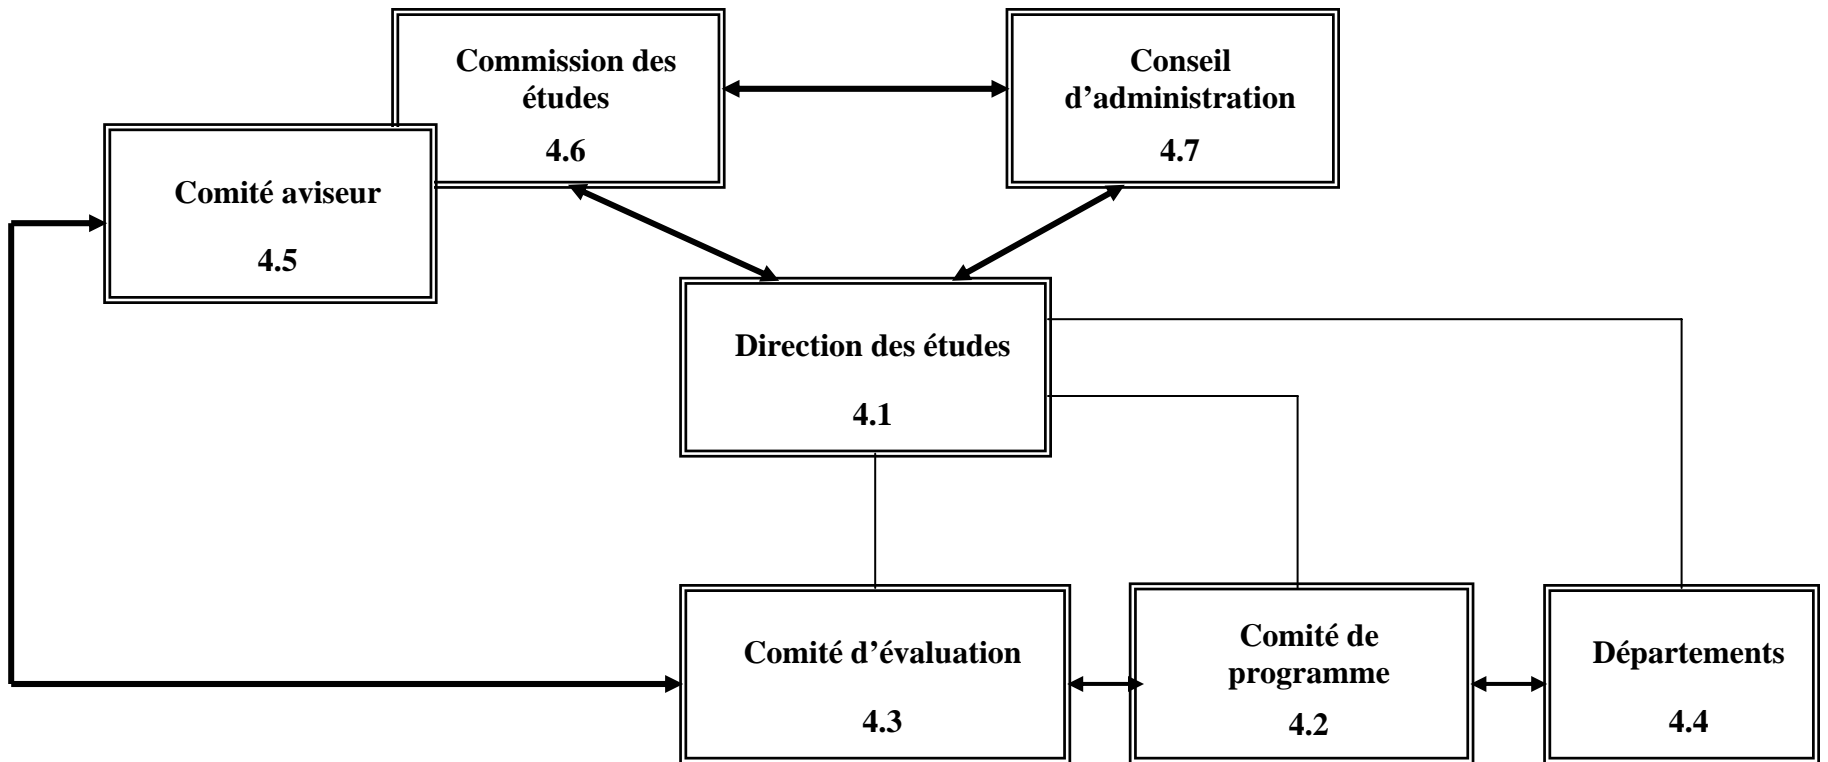 Commission des
études
4.6
Conseil
d’administration
4.7
Comité aviseur
4.5
Direction des études
4.1
Comité d’évaluation
4.3
Comité de
programme
4.2
Départements
4.4